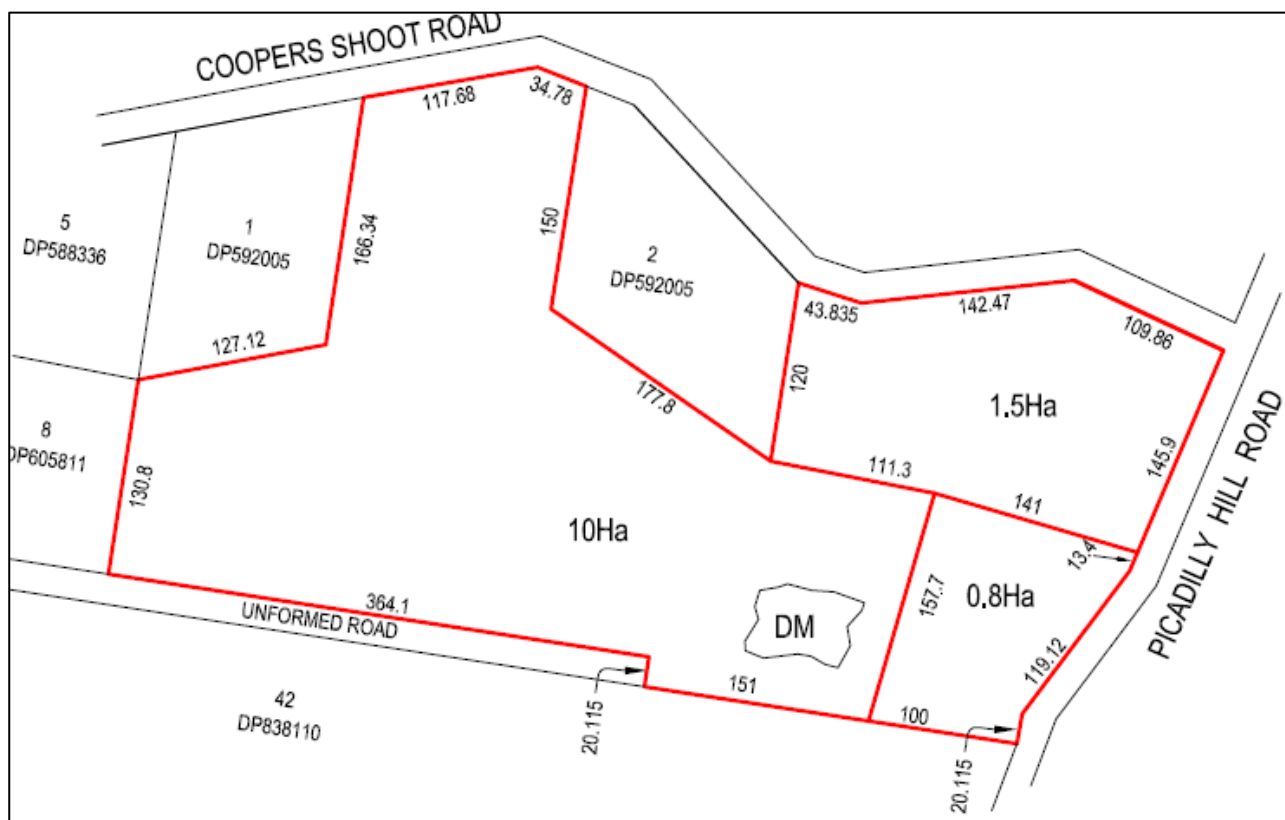 COOPERS SHOOT ROAD
117.68
34.78
5
DP588336
1
DP592005
166.34
150
2
DP592005
127.12
43.835
142.47
109.86
120
1.5Ha
177.8
145.9
PICADILLY HILL ROAD
8
DP605811
130.8
111.3
141
10Ha
13.4
157.7
0.8Ha
364.1
UNFORMED ROAD
DM
119.12
151
100
20.115
20.115
42
DP838110